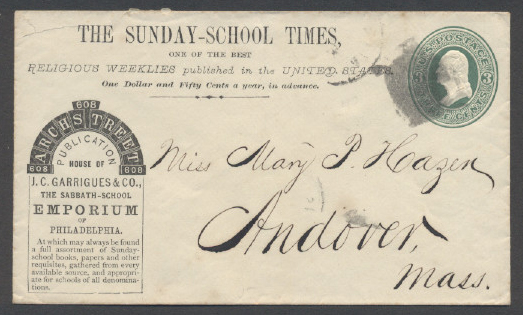 THE SUNDAY-SCHOOL TIMES,
ONE OF THE BEST
RELIGIOUS WEEKLIES published in the UNITED STATES.
One Dollar and Fifty Cents a year, in advance.
U.S. POSTAGE
3
THREE CENTS
608
ARCH STREET
608 608
PUBLICATION
HOUSE OF
J. C. GARRIGUES & CO.,
THE SABBATH-SCHOOL
EMPORIUM
OF
PHILADELPHIA.
At which may always be found
a full assortment of Sunday-
school books, papers and other
requisites, gathered from every
available source, and appropri-
ate for schools of all denomina-
tions.
Miss Mary P. Hazen
Andover,
Mass.